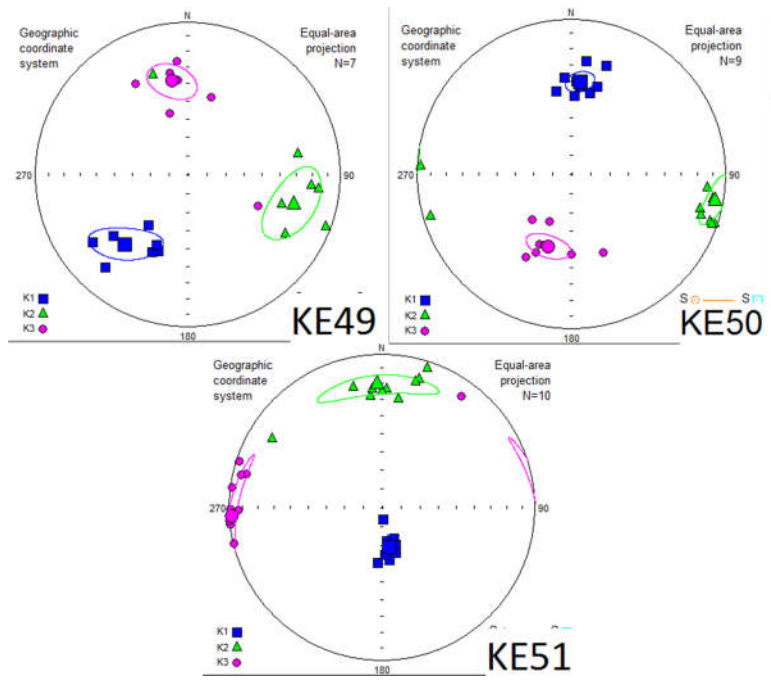 Geographic
coordinate
system
N
Equal-area
projection
N=7
270
90
180
K1
K2
K3
KE49
Geographic
coordinate
system
N
Equal-area
projection
N=9
270
90
180
K1
K2
K3
S
S
KE50
Geographic
coordinate
system
N
Equal-area
projection
N=10
270
90
180
K1
K2
K3
KE51